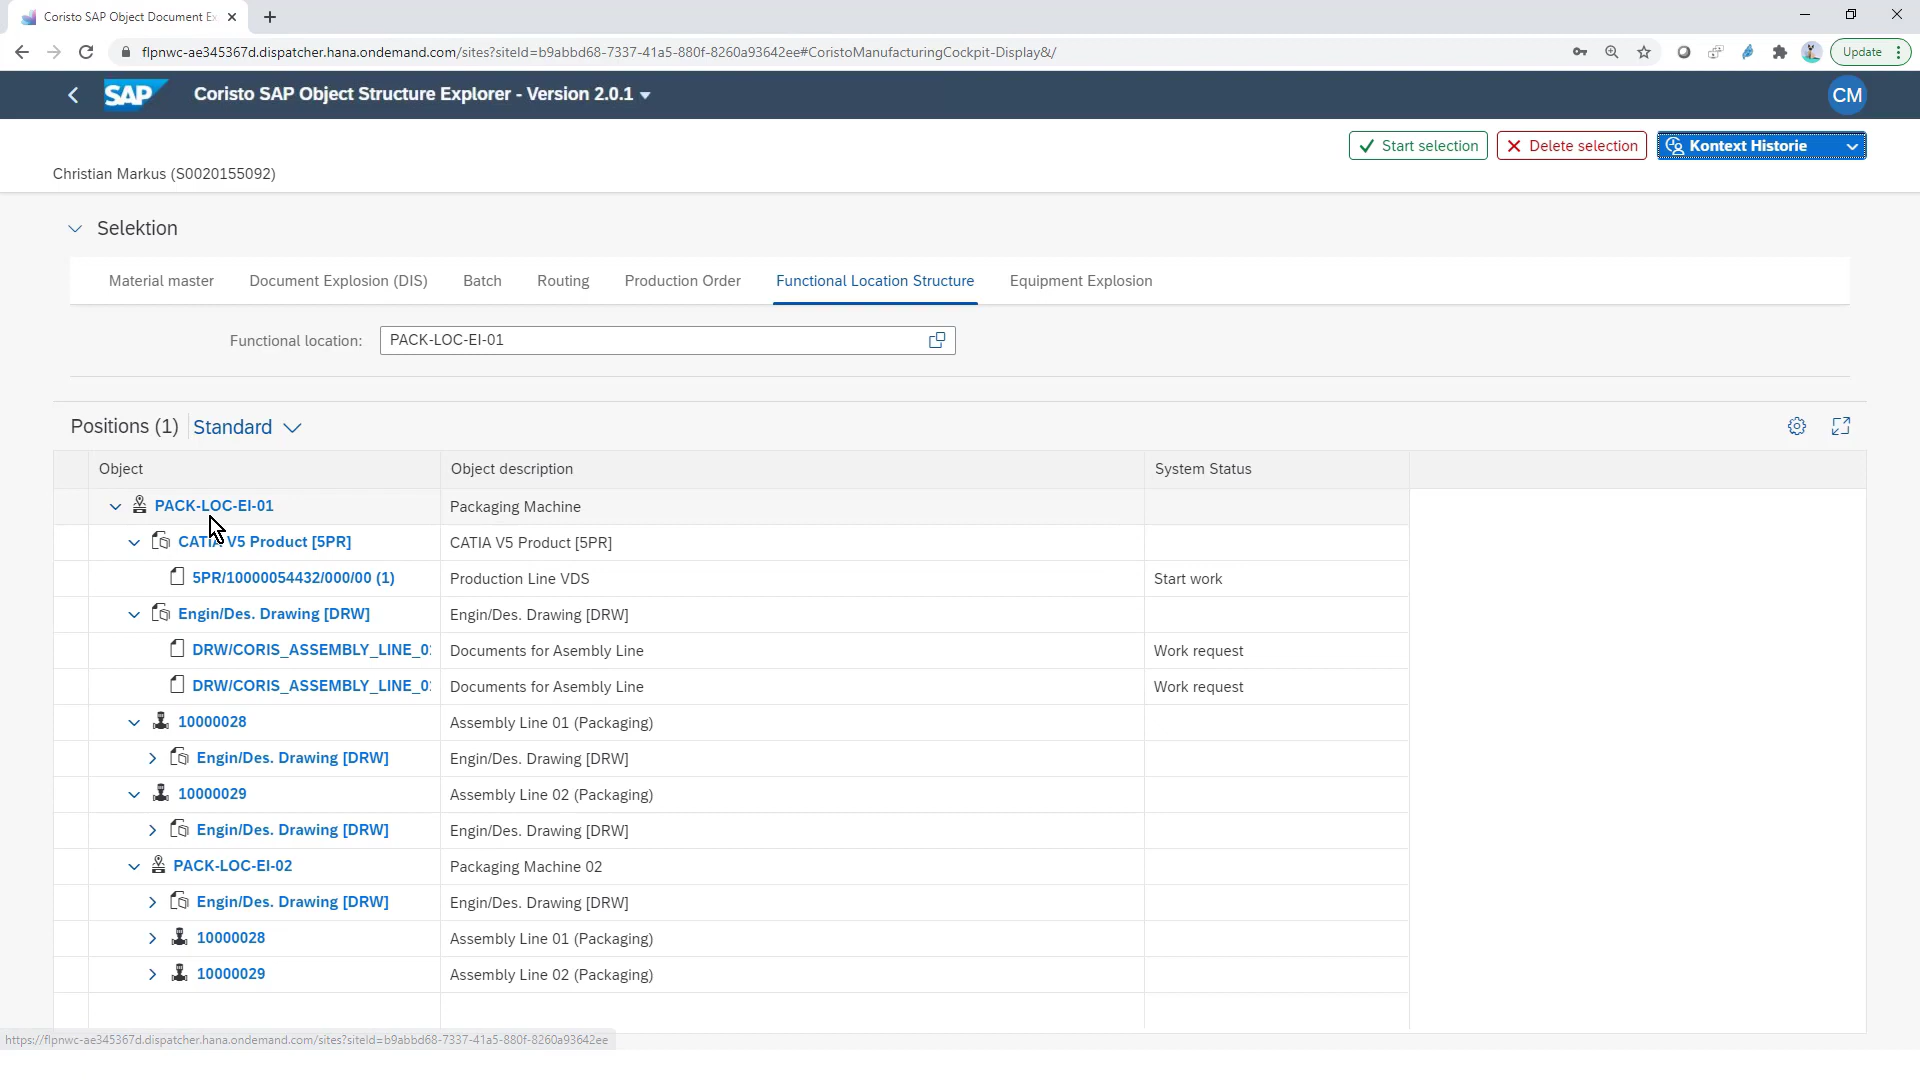 Coristo SAP Object Document Ex
flpnwc-ae345367d.dispatcher.hana.ondemand.com/sites?siteId=b9abbd68-7337-41a5-880f-8260a93642ee#CoristoManufacturingCockpit-Display&/
Update
SAP Coristo SAP Object Structure Explorer - Version 2.0.1
CM
Start selection Delete selection Kontext Historie
Christian Markus (S0020155092)
Selektion
Material master Document Explosion (DIS) Batch Routing Production Order Functional Location Structure Equipment Explosion
Functional location: PACK-LOC-EI-01
Positions (1) Standard
Object Object description System Status
PACK-LOC-EI-01 Packaging Machine
CATIA V5 Product [5PR] CATIA V5 Product [5PR]
5PR/10000054432/000/00 (1) Production Line VDS Start work
Engin/Des. Drawing [DRW] Engin/Des. Drawing [DRW]
DRW/CORIS_ASSEMBLY_LINE_0 Documents for Asembly Line Work request
DRW/CORIS_ASSEMBLY_LINE_0 Documents for Asembly Line Work request
10000028 Assembly Line 01 (Packaging)
Engin/Des. Drawing [DRW] Engin/Des. Drawing [DRW]
10000029 Assembly Line 02 (Packaging)
Engin/Des. Drawing [DRW] Engin/Des. Drawing [DRW]
PACK-LOC-EI-02 Packaging Machine 02
Engin/Des. Drawing [DRW] Engin/Des. Drawing [DRW]
10000028 Assembly Line 01 (Packaging)
10000029 Assembly Line 02 (Packaging)
https://flpnwc-ae345367d.dispatcher.hana.ondemand.com/sites?siteId=b9abbd68-7337-41a5-880f-8260a93642ee